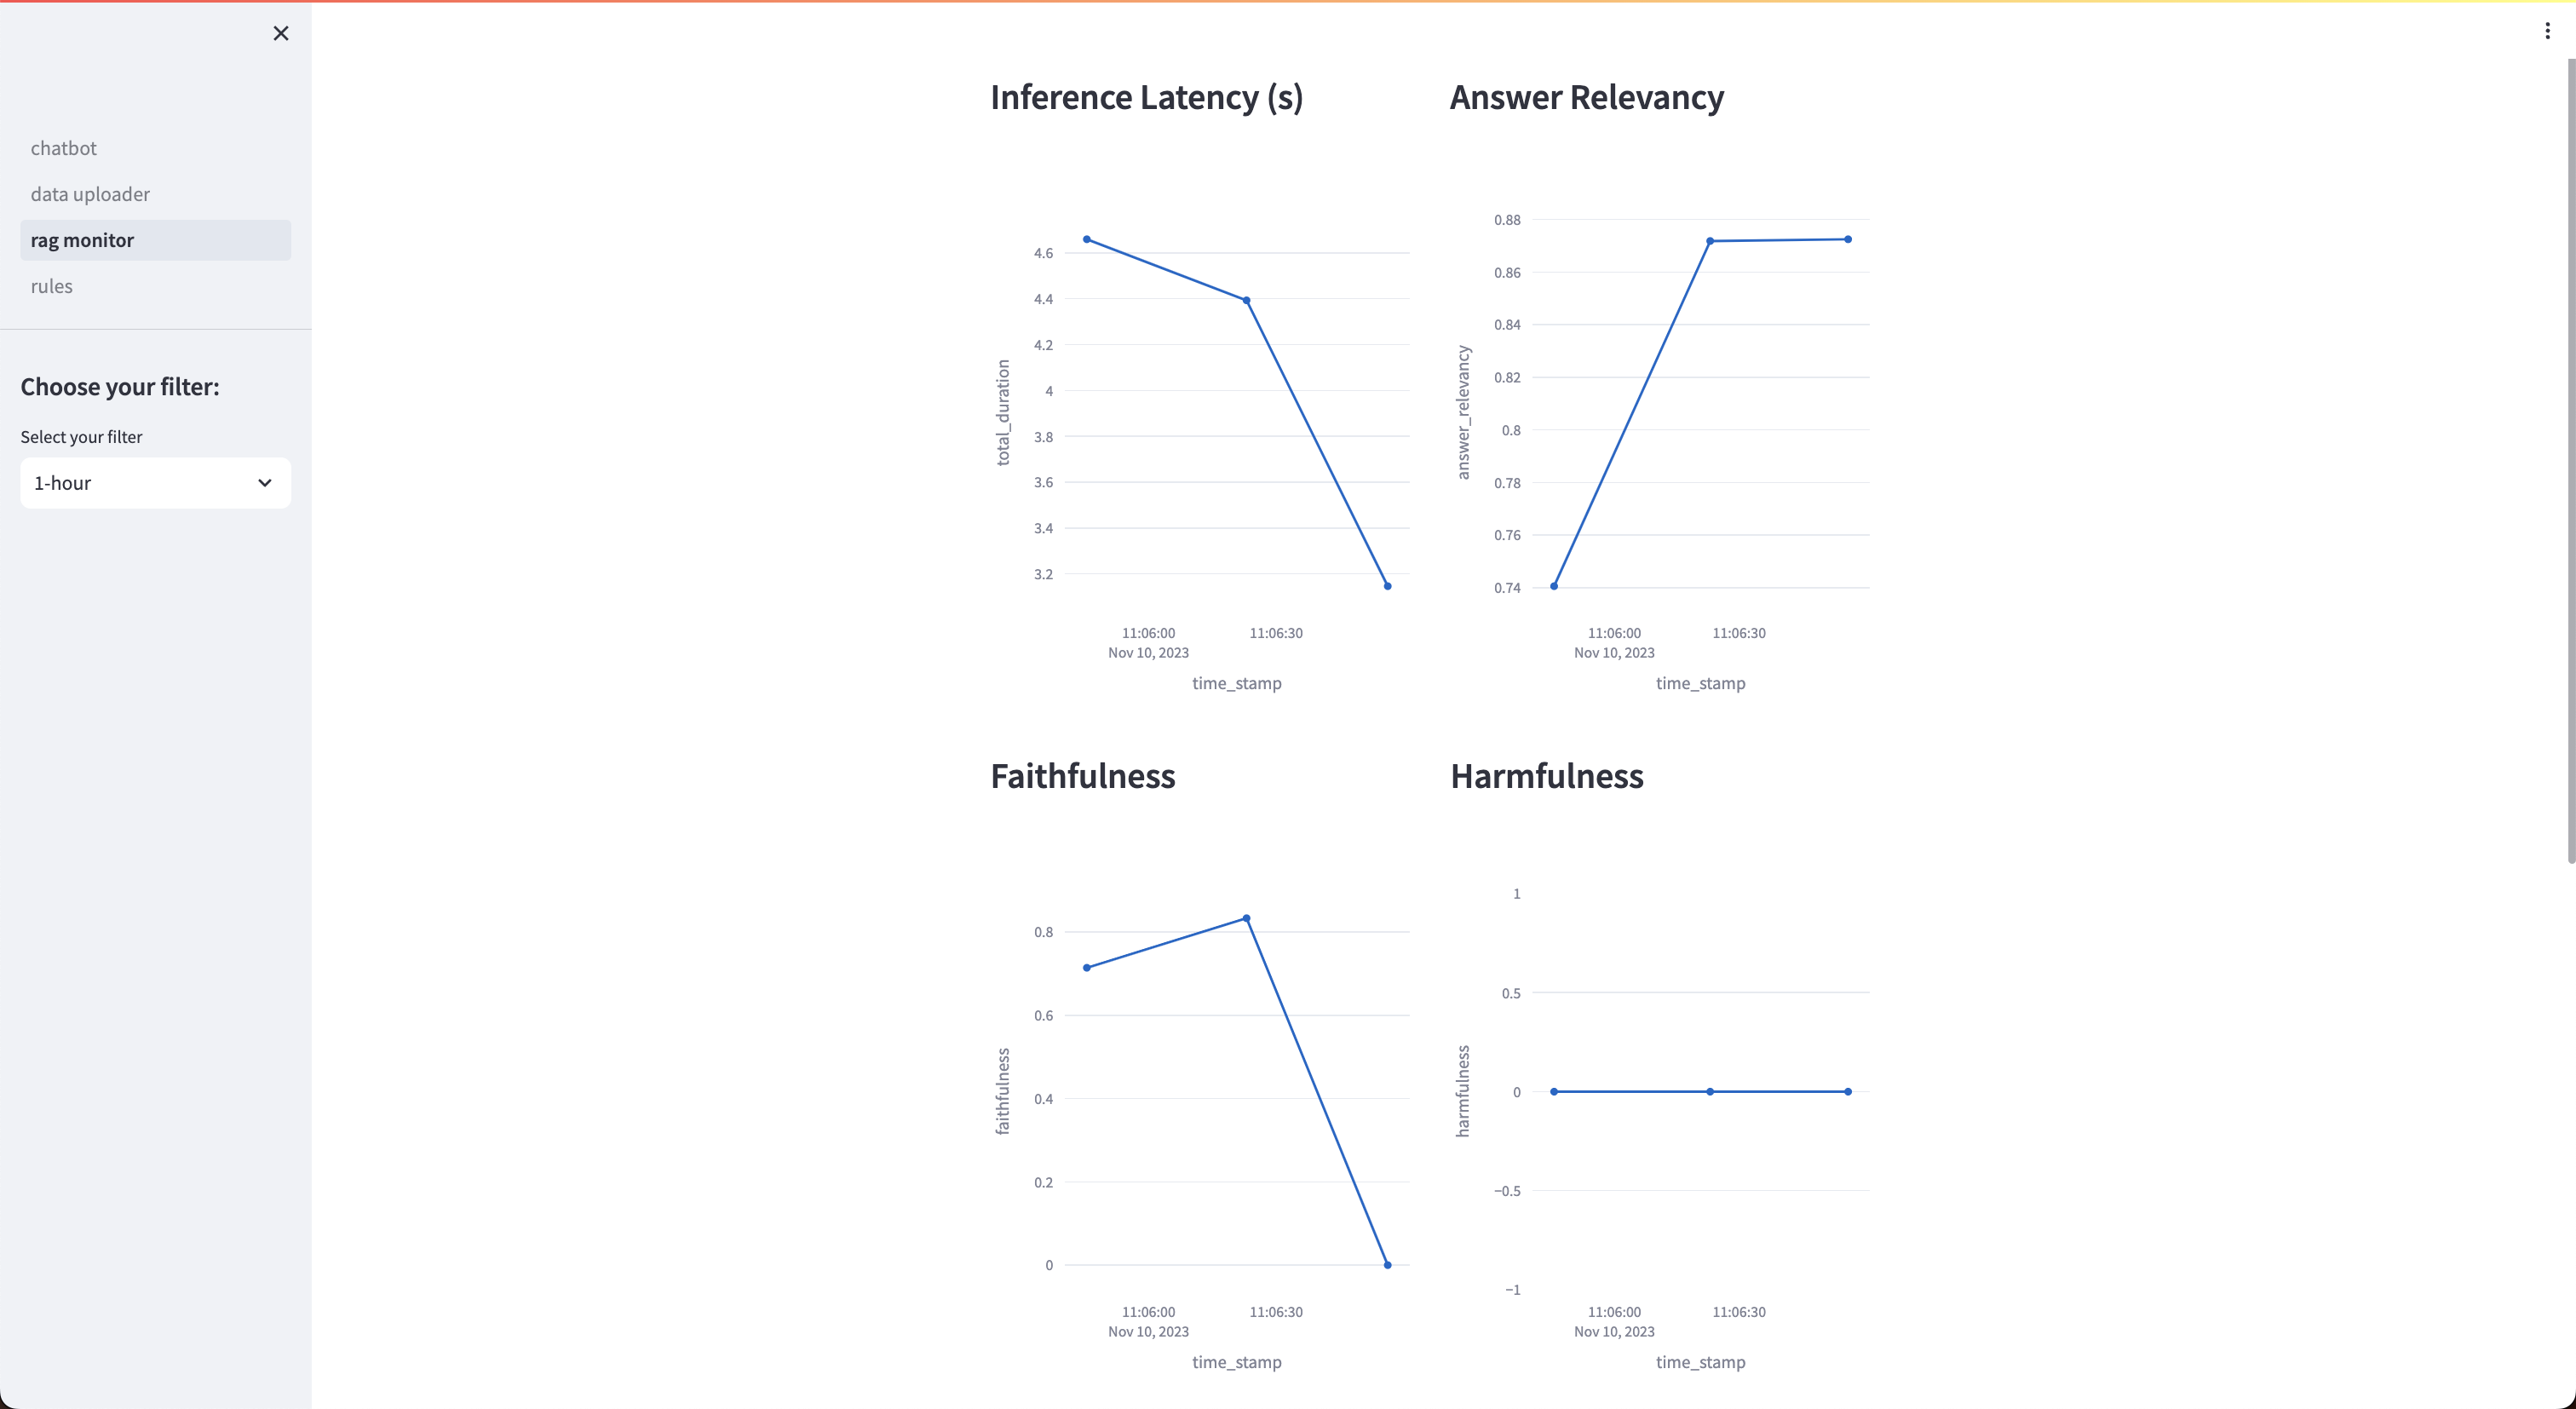 chatbot
data uploader
rag monitor
rules
Choose your filter:
Select your filter
1-hour
Inference Latency (s)
4.6
4.4
4.2
4
3.8
3.6
3.4
3.2
total_duration
11:06:00
Nov 10, 2023
11:06:30
time_stamp
Answer Relevancy
0.88
0.86
0.84
0.82
0.8
0.78
0.76
0.74
answer_relevancy
11:06:00
Nov 10, 2023
11:06:30
time_stamp
Faithfulness
0.8
0.6
0.4
0.2
0
faithfulness
11:06:00
Nov 10, 2023
11:06:30
time_stamp
Harmfulness
1
0.5
0
−0.5
−1
harmfulness
11:06:00
Nov 10, 2023
11:06:30
time_stamp